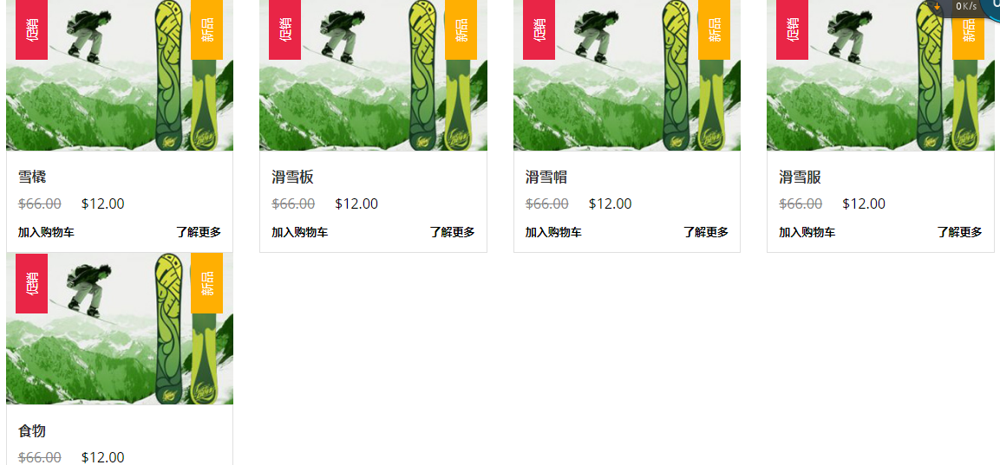 0K/s
促销
新品
促销
新品
促销
新品
促销
新品
雪橇
$66.00 $12.00
加入购物车 了解更多
滑雪板
$66.00 $12.00
加入购物车 了解更多
滑雪帽
$66.00 $12.00
加入购物车 了解更多
滑雪服
$66.00 $12.00
加入购物车 了解更多
促销
新品
食物
$66.00 $12.00